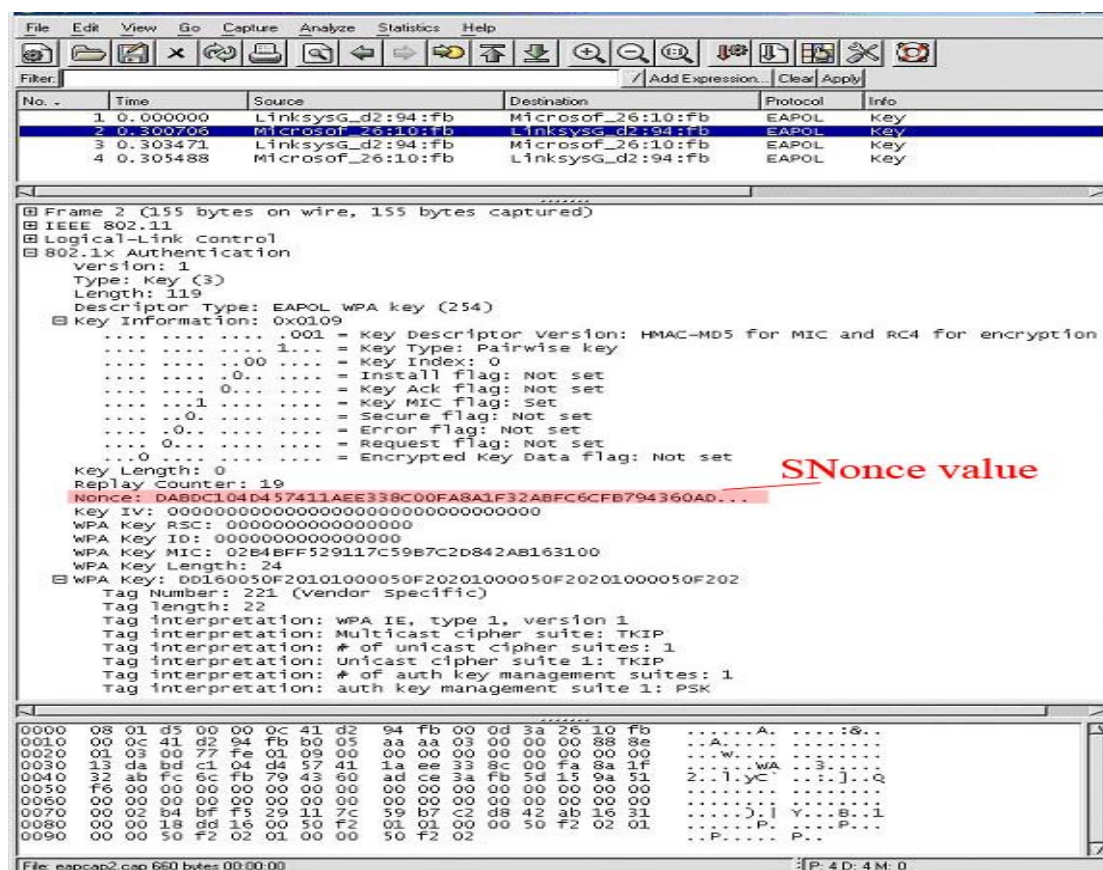 File Edit View Go Capture Analyze Statistics Help
Filter: Add Expression... Clear Apply
No. . Time Source Destination Protocol Info
1 0.000000 LinksysG_d2:94:fb Microsof_26:10:fb EAPOL Key
2 0.300706 Microsof_26:10:fb LinksysG_d2:94:fb EAPOL Key
3 0.303471 LinksysG_d2:94:fb Microsof_26:10:fb EAPOL Key
4 0.305488 Microsof_26:10:fb LinksysG_d2:94:fb EAPOL Key
Frame 2 (155 bytes on wire, 155 bytes captured)
IEEE 802.11
Logical-Link Control
802.1x Authentication
Version: 1
Type: Key (3)
Length: 119
Descriptor Type: EAPOL WPA key (254)
Key Information: 0x0109
.... .... .... .001 = Key Descriptor Version: HMAC-MD5 for MIC and RC4 for encryption
.... .... .... 1... = Key Type: Pairwise key
.... .... ..00 .... = Key Index: 0
.... .... .0.. .... = Install flag: Not set
.... .... 0... .... = Key Ack flag: Not set
.... ...1 .... .... = Key MIC flag: Set
.... ..0. .... .... = Secure flag: Not set
.... .0.. .... .... = Error flag: Not set
.... 0... .... .... = Request flag: Not set
...0 .... .... .... = Encrypted Key Data flag: Not set
Key Length: 0
SNonce value
Replay Counter: 19
Nonce: DABDC104D457411AEE338C00FA8A1F32ABFC6CFB794360AD...
Key IV: 00000000000000000000000000000000
WPA Key RSC: 0000000000000000
WPA Key ID: 0000000000000000
WPA Key MIC: 02B4BFF529117C59B7C2D842AB163100
WPA Key Length: 24
WPA Key: DD160050F20101000050F20201000050F20201000050F202
Tag Number: 221 (Vendor Specific)
Tag length: 22
Tag interpretation: WPA IE, type 1, version 1
Tag interpretation: Multicast cipher suite: TKIP
Tag interpretation: # of unicast cipher suites: 1
Tag interpretation: Unicast cipher suite 1: TKIP
Tag interpretation: # of auth key management suites: 1
Tag interpretation: auth key management suite 1: PSK
0000 08 01 d5 00 00 0c 41 d2 94 fb 00 0d 3a 26 10 fb ......A. ....:&..
0010 00 0c 41 d2 94 fb b0 05 aa aa 03 00 00 00 88 8e ..A..... ........
0020 01 03 00 77 fe 01 09 00 00 00 00 00 00 00 00 00 ...w.... ........
0030 13 da bd c1 04 d4 57 41 1a ee 33 8c 00 fa 8a 1f ......WA ..3.....
0040 32 ab fc 6c fb 79 43 60 ad ce 3a fb 5d 15 9a 51 2..l.yC` ..:.]..Q
0050 f6 00 00 00 00 00 00 00 00 00 00 00 00 00 00 00 ........ ........
0060 00 00 00 00 00 00 00 00 00 00 00 00 00 00 00 00 ........ ........
0070 00 02 b4 bf f5 29 11 7c 59 b7 c2 d8 42 ab 16 31 .....).| Y...B..1
0080 00 00 18 dd 16 00 50 f2 01 01 00 00 50 f2 02 01 ......P. ....P...
0090 00 00 50 f2 02 01 00 00 50 f2 02 ..P..... P..
File: eapcap2.cap 660 bytes 00:00:00 P: 4 D: 4 M: 0